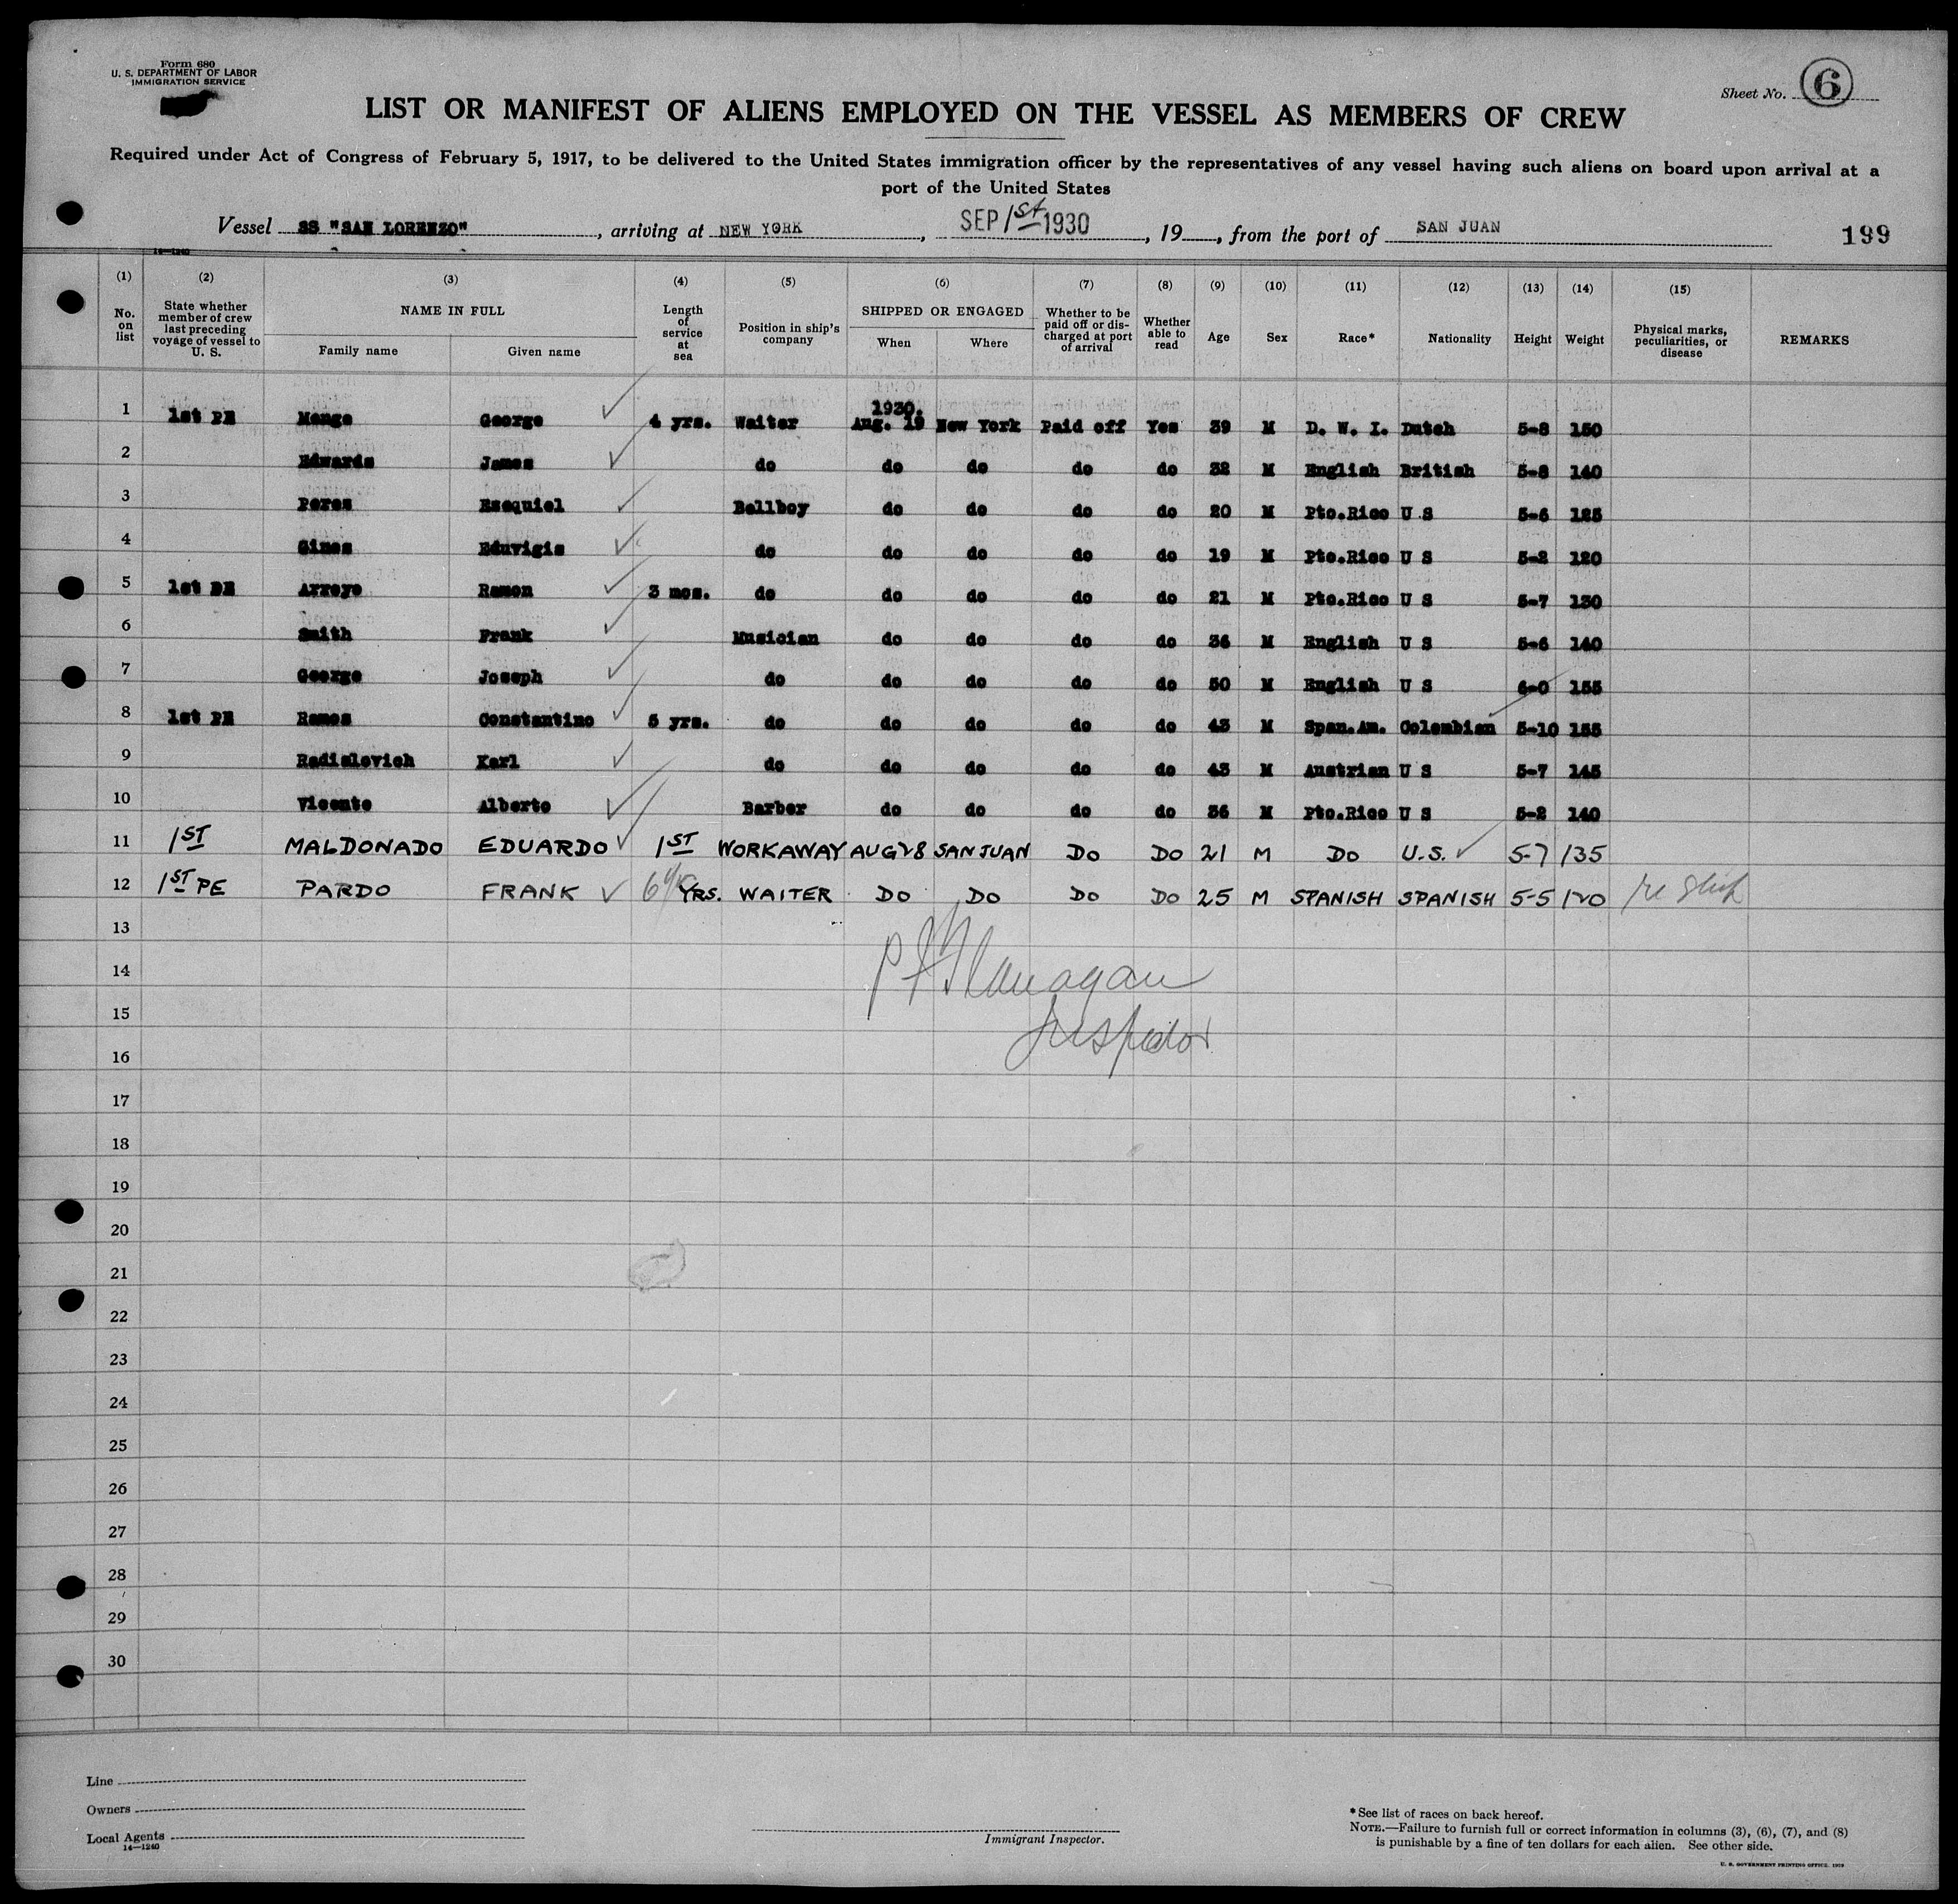 Form 680
U. S. DEPARTMENT OF LABOR
IMMIGRATION SERVICE
Sheet No. 6
LIST OR MANIFEST OF ALIENS EMPLOYED ON THE VESSEL AS MEMBERS OF CREW
Required under Act of Congress of February 5, 1917, to be delivered to the United States immigration officer by the representatives of any vessel having such aliens on board upon arrival at a
port of the United States
Vessel SS "SAN LORENZO", arriving at NEW YORK, SEP 1st 1930, 19, from the port of SAN JUAN 199
(1) (2) (3) (4) (5) (6) (7) (8) (9) (10) (11) (12) (13) (14) (15)
No. on list State whether member of crew last preceding voyage of vessel to U. S. NAME IN FULL Family name Given name Length of service at sea Position in ship's company SHIPPED OR ENGAGED When Where Whether to be paid off or discharged at port of arrival Whether able to read Age Sex Race* Nationality Height Weight Physical marks, peculiarities, or disease REMARKS
1 1st PE Menge George 4 yrs. Waiter 1930. Aug. 19 New York Paid off Yes 39 M D. W. I. Dutch 5-8 150
2 Edwards James do do do do do 32 M English British 5-8 140
3 Peres Esequiel Bellboy do do do do 20 M Pto.Rico U S 5-6 125
4 Gines Eduvigis do do do do do 19 M Pto.Rico U S 5-2 120
5 1st PE Arroyo Ramon 3 mos. do do do do do 21 M Pto.Rico U S 5-7 130
6 Smith Frank Musician do do do do 36 M English U S 5-6 140
7 George Joseph do do do do do 50 M English U S 6-0 155
8 1st PE Ramos Constantino 5 yrs. do do do do do 43 M Span.Am. Colombian 5-10 155
9 Radislovich Karl do do do do do 43 M Austrian U S 5-7 145
10 Vicente Alberto Barber do do do do 36 M Pto.Rico U S 5-2 140
11 1ST MALDONADO EDUARDO 1ST WORKAWAY AUG 28 SAN JUAN DO DO 21 M DO U.S. 5-7 135
12 1ST PE PARDO FRANK 6 YRS. WAITER DO DO DO DO 25 M SPANISH SPANISH 5-5 120
13
P F Flanagan
14
15
Inspector
16
17
18
19
20
21
22
23
24
25
26
27
28
29
30
Line
Owners
Local Agents
14—1240
Immigrant Inspector.
*See list of races on back hereof.
NOTE.—Failure to furnish full or correct information in columns (3), (6), (7), and (8)
is punishable by a fine of ten dollars for each alien. See other side.
U. S. GOVERNMENT PRINTING OFFICE: 1929